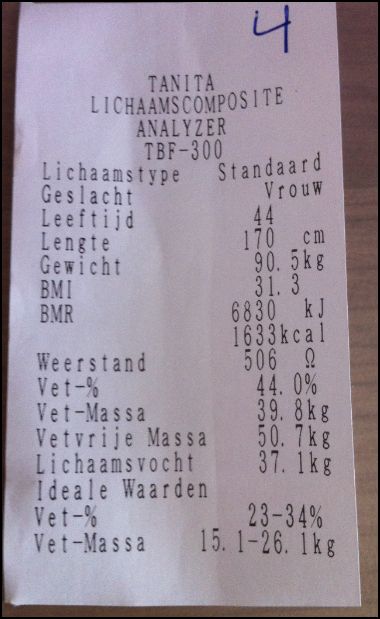 4
TANITA
LICHAAMSCOMPOSITE
ANALYZER
TBF-300
Lichaamstype Standaard
Geslacht Vrouw
Leeftijd 44
Lengte 170 cm
Gewicht 90.5kg
BMI 31.3
BMR 6830 kJ
1633kcal
Weerstand 506 Ω
Vet-% 44.0%
Vet-Massa 39.8kg
Vetvrije Massa 50.7kg
Lichaamsvocht 37.1kg
Ideale Waarden
Vet-% 23-34%
Vet-Massa 15.1-26.1kg